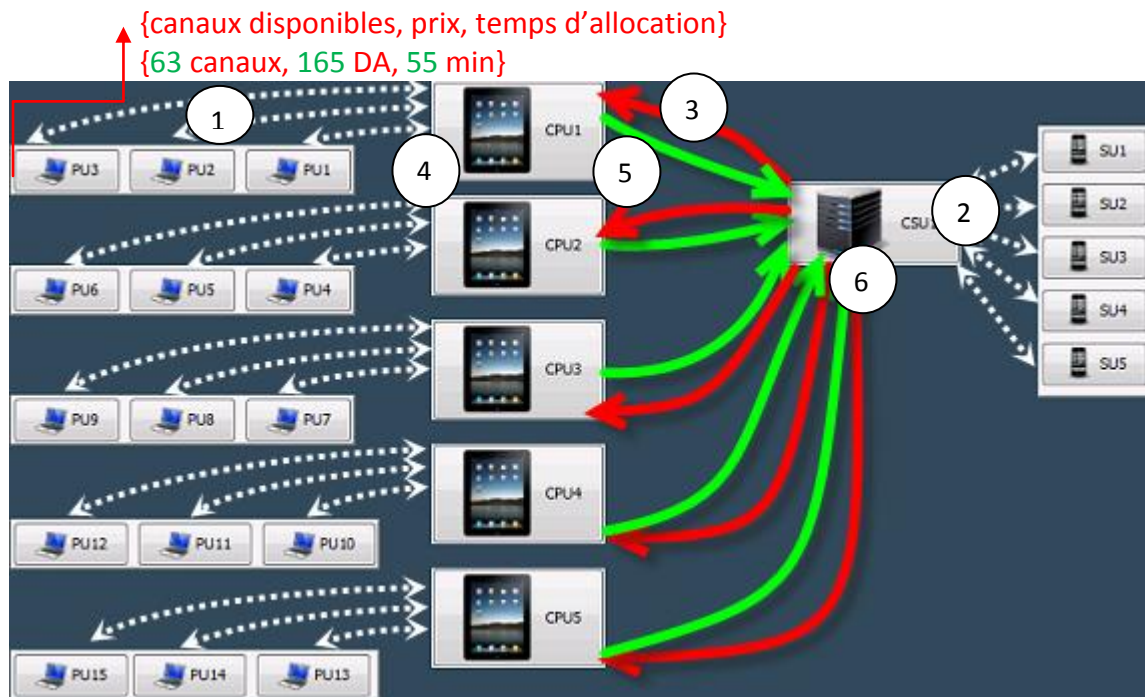 {canaux disponibles, prix, temps d’allocation}
{63 canaux, 165 DA, 55 min}
1
3
CPU1
SU1
PU3
PU2
PU1
4
5
SU2
2
CPU2
CSU1
SU3
PU6
PU5
PU4
6
SU4
CPU3
SU5
PU9
PU8
PU7
CPU4
PU12
PU11
PU10
CPU5
PU15
PU14
PU13